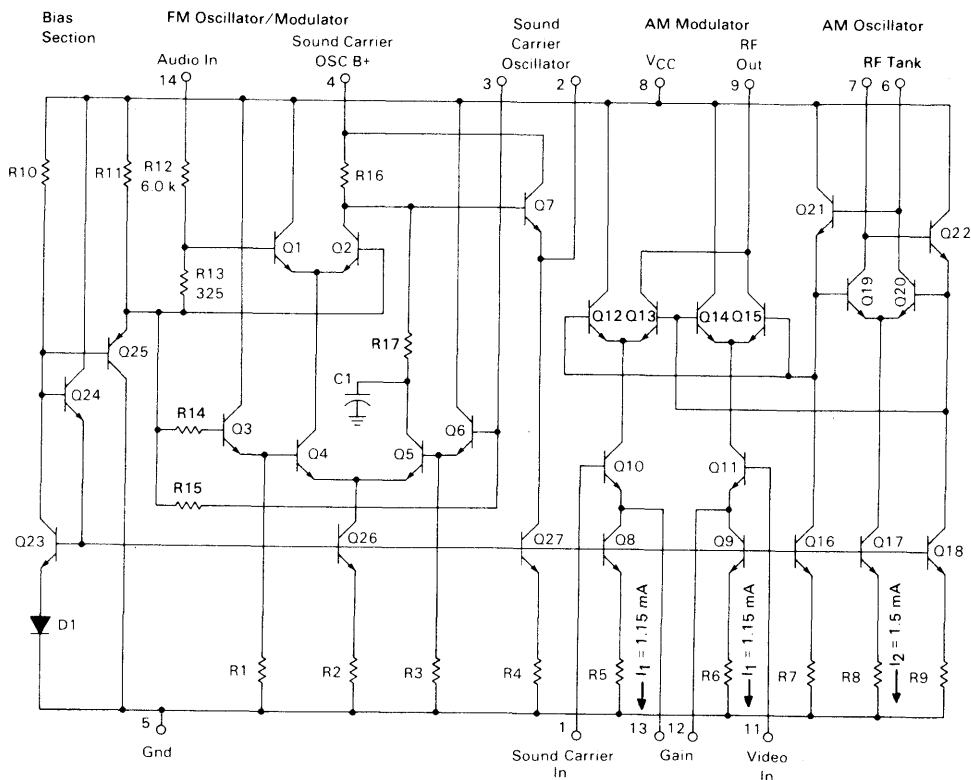 Bias
Section
FM Oscillator/Modulator
Sound
Carrier
Oscillator
AM Modulator
AM Oscillator
Audio In
14
Sound Carrier
OSC B+
4
3
2
VCC
8
RF
Out
9
RF Tank
7
6
R10
R11
R12
6.0 k
R16
Q7
Q21
Q22
Q1
Q2
R13
325
Q19
Q20
Q12
Q13
Q14
Q15
Q25
R17
Q24
C1
R14
Q3
Q4
Q5
Q6
Q10
Q11
R15
Q23
Q26
Q27
Q8
Q9
Q16
Q17
Q18
D1
R1
R2
R3
R4
R5
I1 = 1.15 mA
R6
I1 = 1.15 mA
R7
R8
I2 = 1.5 mA
R9
5
Gnd
1
Sound Carrier
In
13
12
Gain
11
Video
In